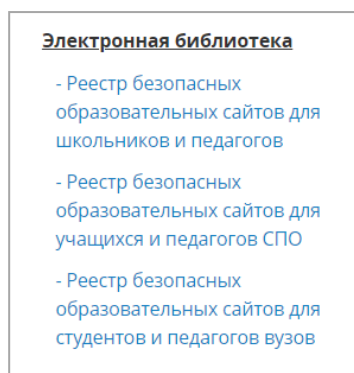 Электронная библиотека
- Реестр безопасных
образовательных сайтов для
школьников и педагогов
- Реестр безопасных
образовательных сайтов для
учащихся и педагогов СПО
- Реестр безопасных
образовательных сайтов для
студентов и педагогов вузов